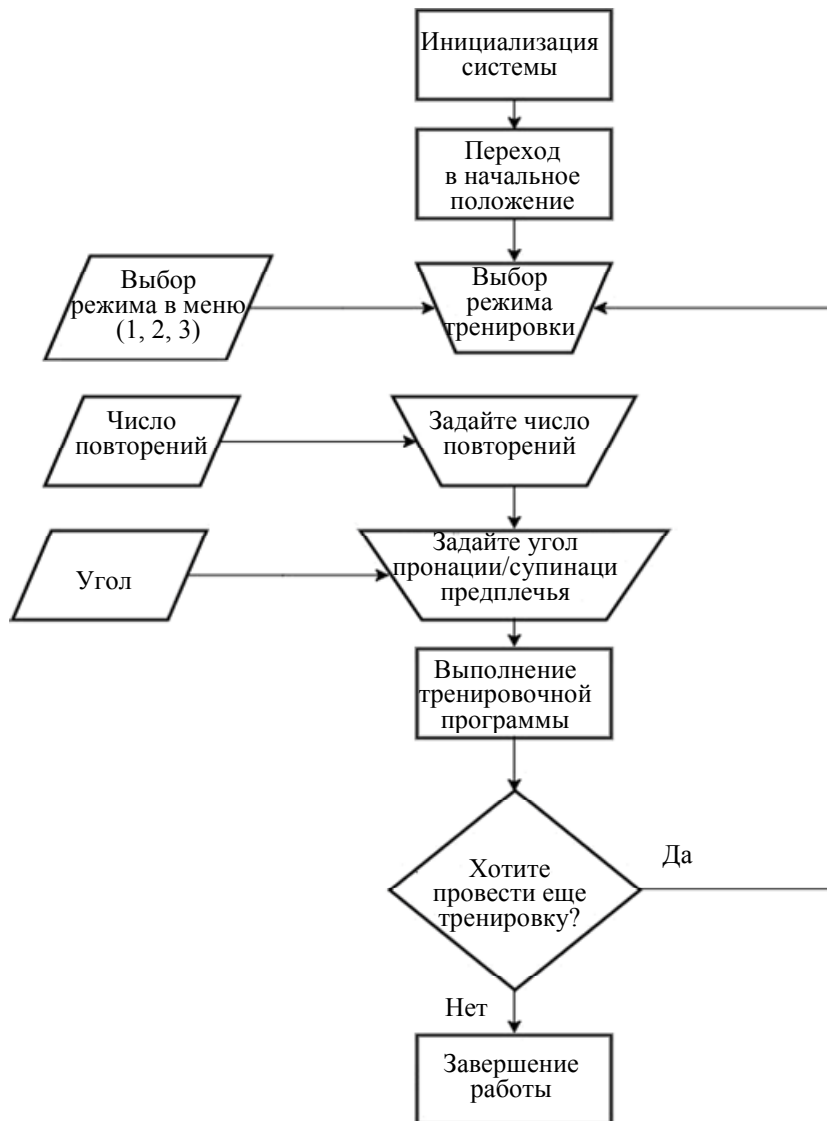 Инициализация
системы
Переход
в начальное
положение
Выбор
режима в меню
(1, 2, 3)
Выбор
режима
тренировки
Число
повторений
Задайте число
повторений
Угол
Задайте угол
пронации/супинаци
предплечья
Выполнение
тренировочной
программы
Хотите
провести еще
тренировку?
Да
Нет
Завершение
работы